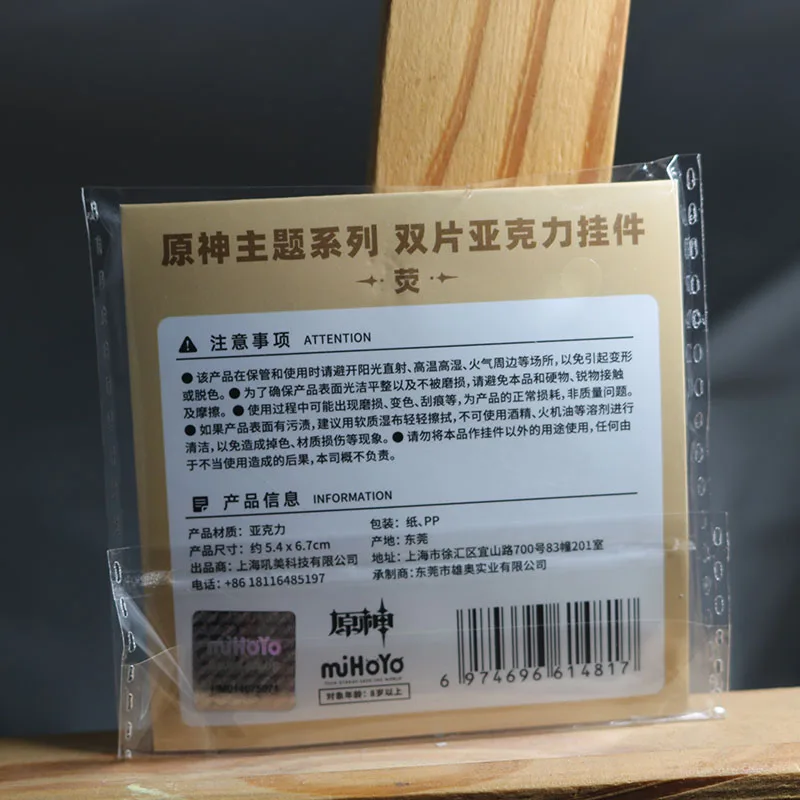 原神主题系列 双片亚克力挂件
荧
注意事项 ATTENTION
● 该产品在保管和使用时请避开阳光直射、高温高湿、火气周边等场所，以免引起变形
或脱色。● 为了确保产品表面光洁平整以及不被磨损，请避免本品和硬物、锐物接触
及摩擦。● 使用过程中可能出现磨损、变色、刮痕等，为产品的正常损耗，非质量问题。
● 如果产品表面有污渍，建议用软质湿布轻轻擦拭，不可使用酒精、火机油等溶剂进行
清洁，以免造成掉色、材质损伤等现象。● 请勿将本品作挂件以外的用途使用，任何由
于不当使用造成的后果，本司概不负责。
产品信息 INFORMATION
产品材质：亚克力
产品尺寸：约 5.4 x 6.7cm
出品商：上海吼美科技有限公司
电话：+86 18116485197
包装：纸、PP
产地：东莞
地址：上海市徐汇区宜山路700号83幢201室
承制商：东莞市雄奥实业有限公司
miHoYo
原神
miHoYo
TECH OTAKUS SAVE THE WORLD
对象年龄：8岁以上
6 974696 614817